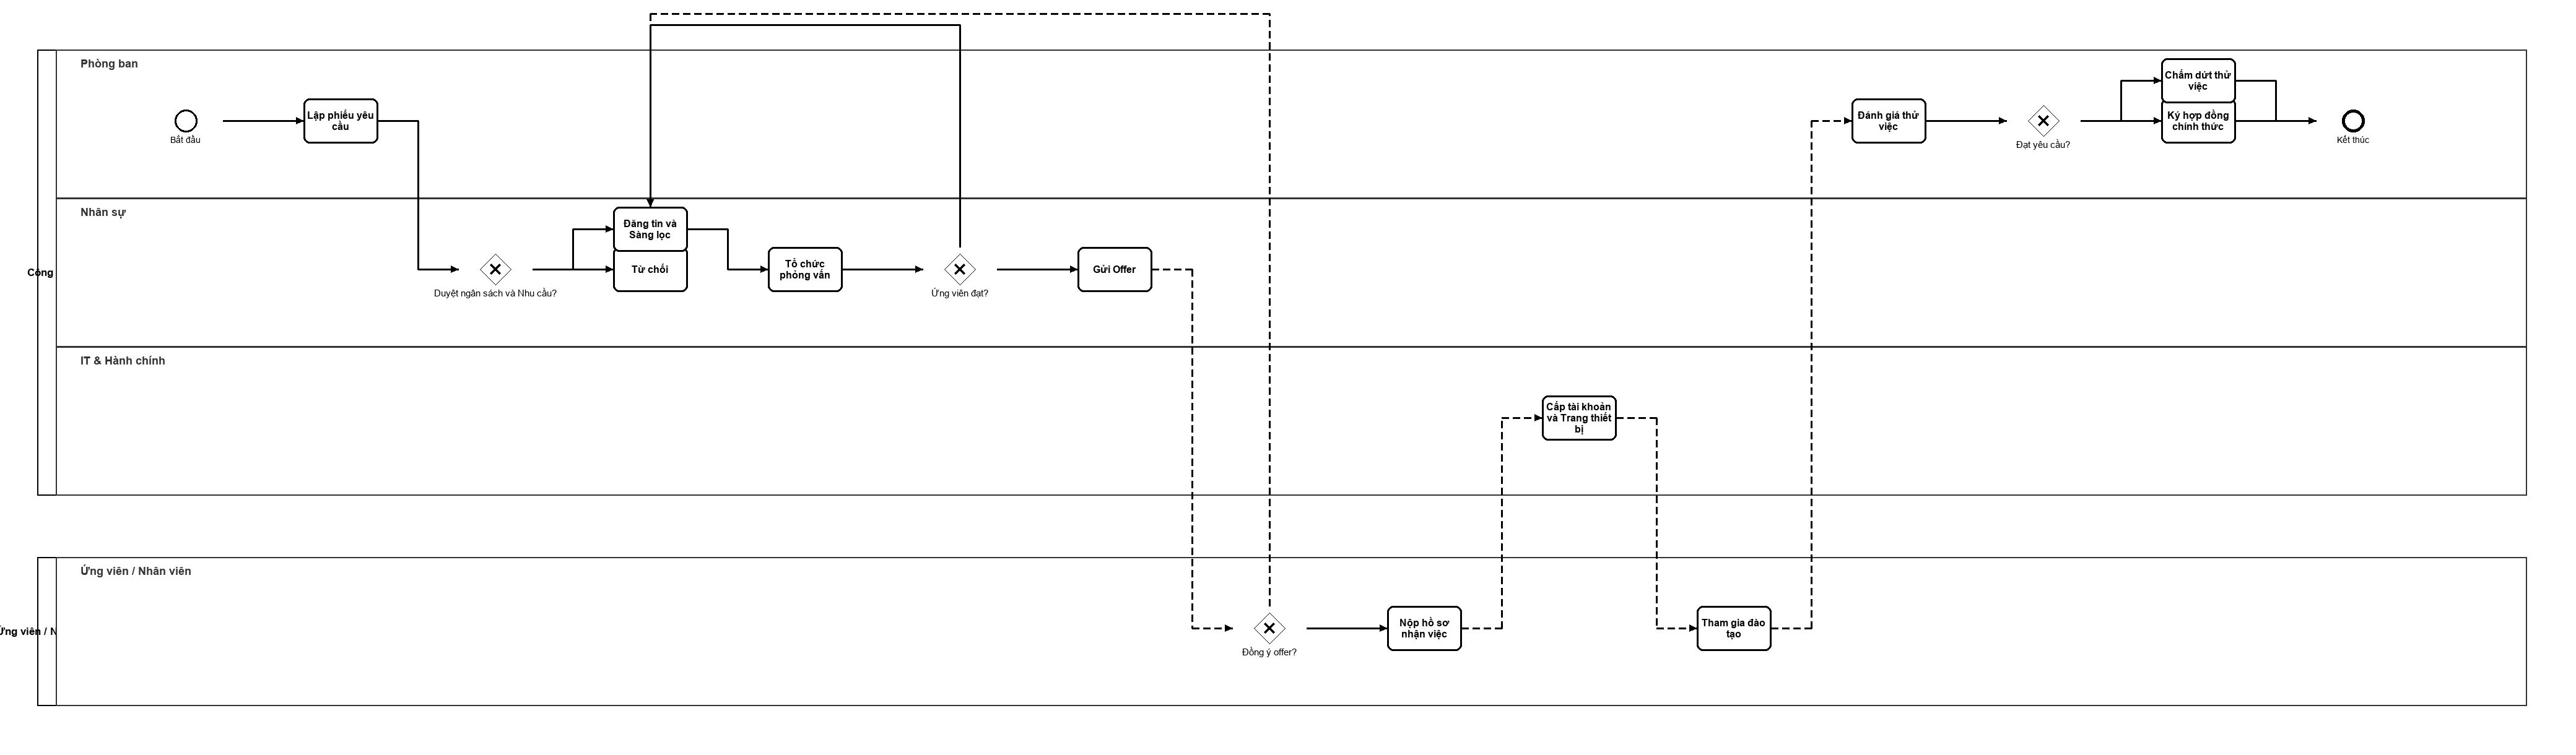 Phòng ban
Bắt đầu
Lập phiếu yêu
cầu
Đánh giá thử
việc
Đạt yêu cầu?
Chấm dứt thử
việc
Ký hợp đồng
chính thức
Kết thúc
Công
Nhân sự
Duyệt ngân sách và Nhu cầu?
Đăng tin và
Sàng lọc
Từ chối
Tổ chức
phỏng vấn
Ứng viên đạt?
Gửi Offer
IT & Hành chính
Cấp tài khoản
và Trang thiết
bị
Ứng viên / N
Ứng viên / Nhân viên
Đồng ý offer?
Nộp hồ sơ
nhận việc
Tham gia đào
tạo